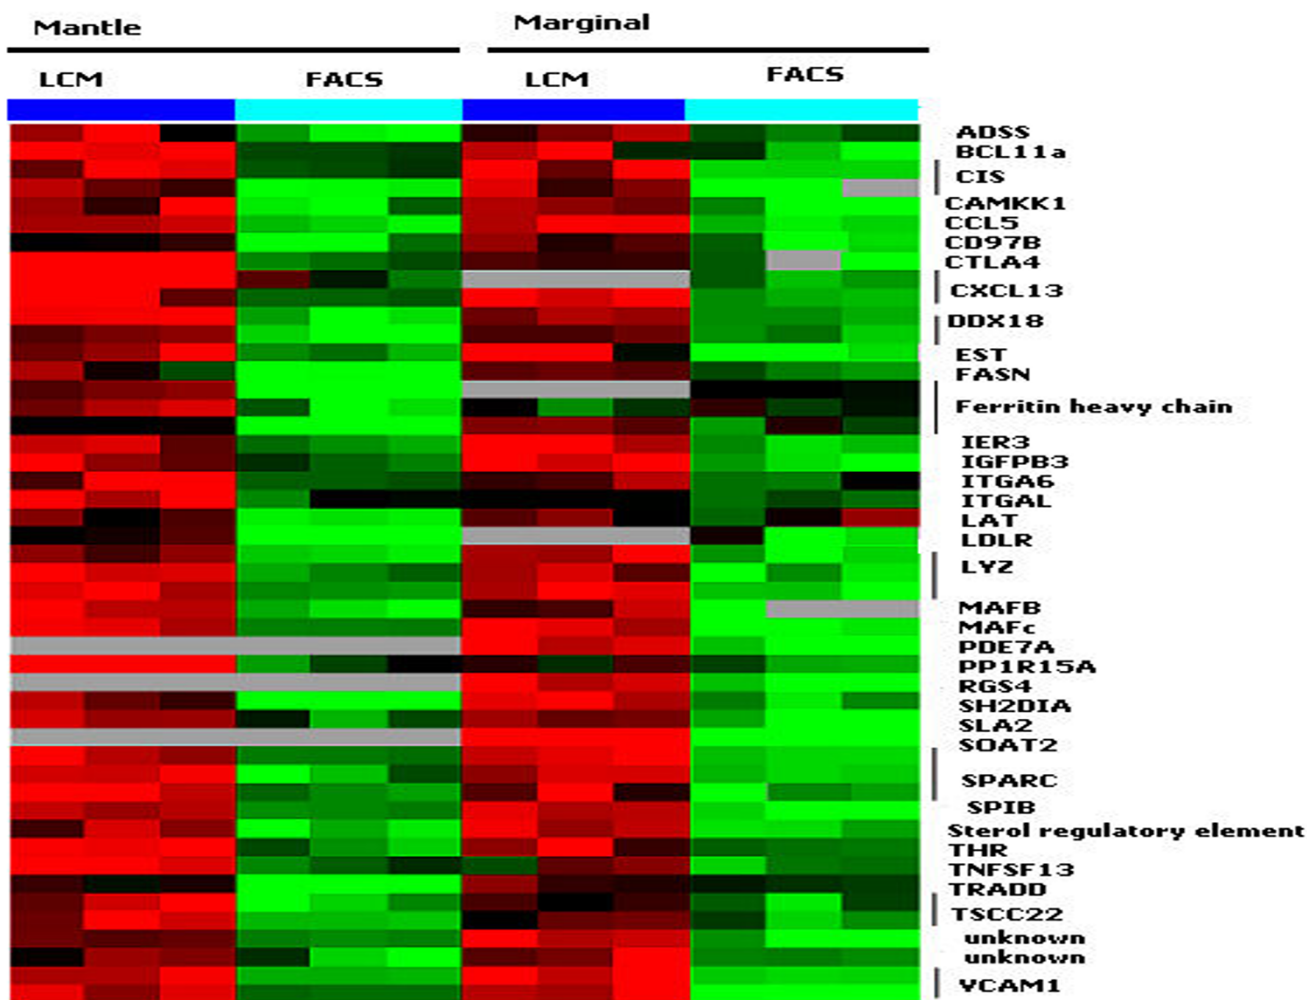 Mantle
Marginal
LCM
FACS
LCM
FACS
ADSS
BCL11a
CIS
CAMKK1
CCL5
CD97B
CTLA4
CXCL13
DDX18
EST
FASN
Ferritin heavy chain
IER3
IGFPB3
ITGA6
ITGAL
LAT
LDLR
LYZ
MAFB
MAFc
PDE7A
PP1R15A
RGS4
SH2DIA
SLA2
SOAT2
SPARC
SPIB
Sterol regulatory element
THR
TNFSF13
TRADD
TSCC22
unknown
unknown
VCAM1